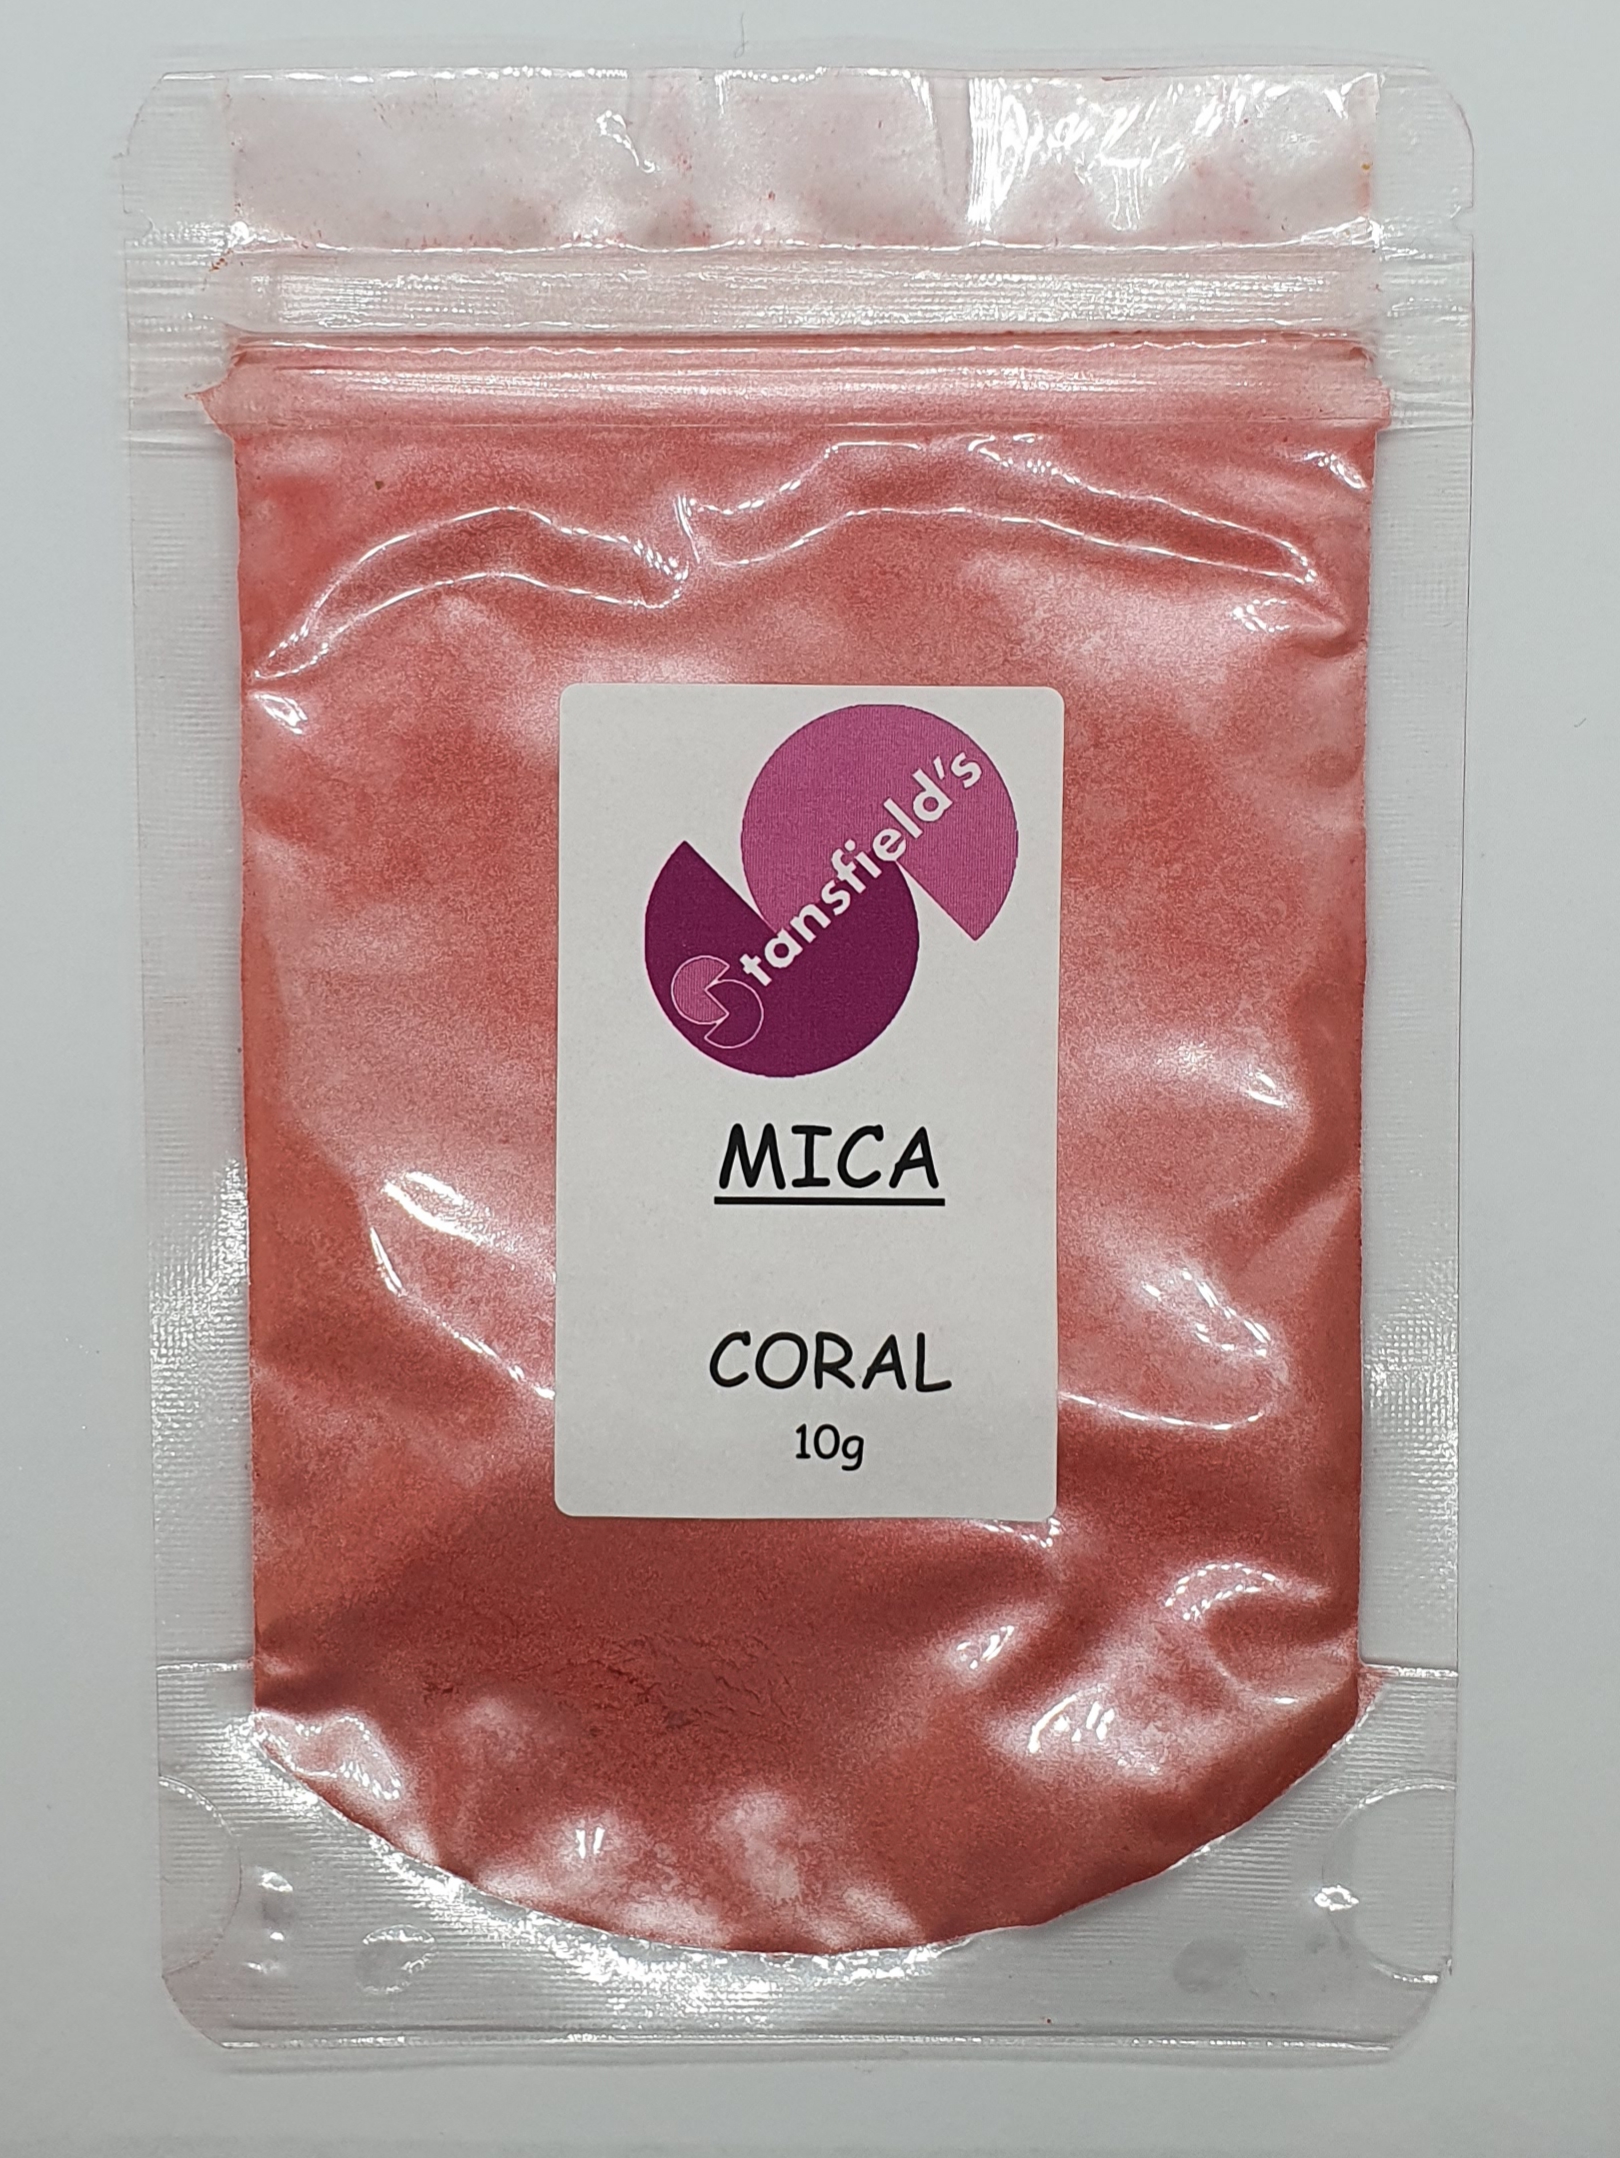 Stansfield's
MICA
CORAL
10g